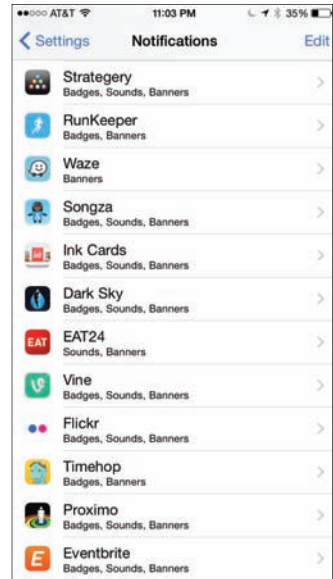 AT&T 11:03 PM 35%
Settings Notifications Edit
Strategery
Badges, Sounds, Banners
RunKeeper
Badges, Banners
Waze
Banners
Songza
Badges, Sounds, Banners
Ink Cards
Badges, Sounds, Banners
Dark Sky
Badges, Sounds, Banners
EAT
EAT24
Sounds, Banners
Vine
Badges, Sounds, Banners
Flickr
Badges, Sounds, Banners
Timehop
Badges, Sounds, Banners
Proximo
Badges, Sounds, Banners
E
Eventbrite
Badges, Sounds, Banners